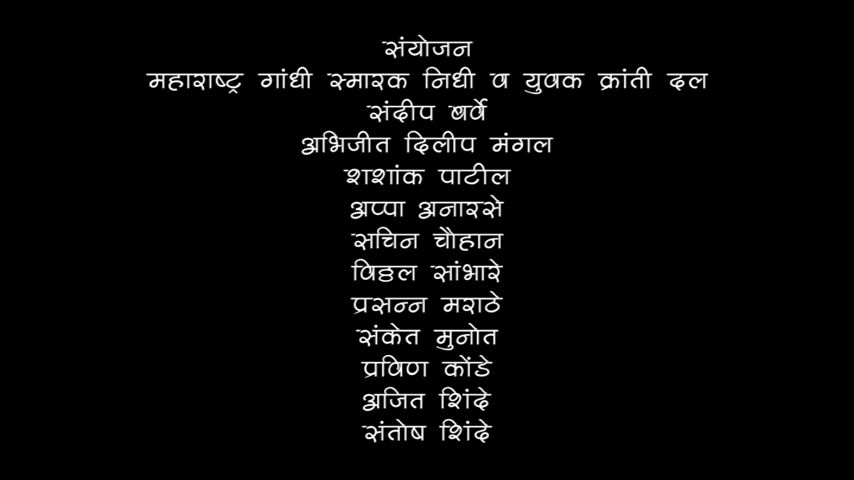 संयोजन
महाराष्ट्र गांधी स्मारक निधी व युवक क्रांती दल
संदीप बर्वे
अभिजीत दिलीप मंगल
शशांक पाटील
अप्पा अनारसे
सचिन चौहान
विठ्ठल सांभारे
प्रसन्न मराठे
संकेत मुनोत
प्रविण कोंडे
अजित शिंदे
संतोष शिंदे